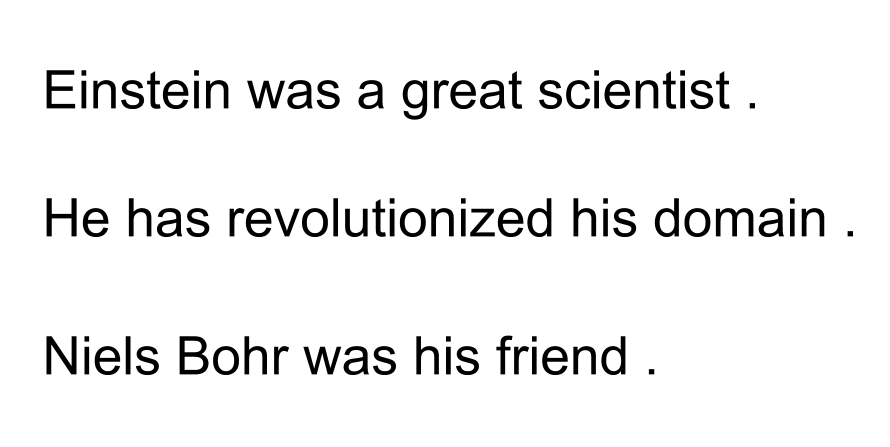 Einstein was a great scientist .
He has revolutionized his domain .
Niels Bohr was his friend .